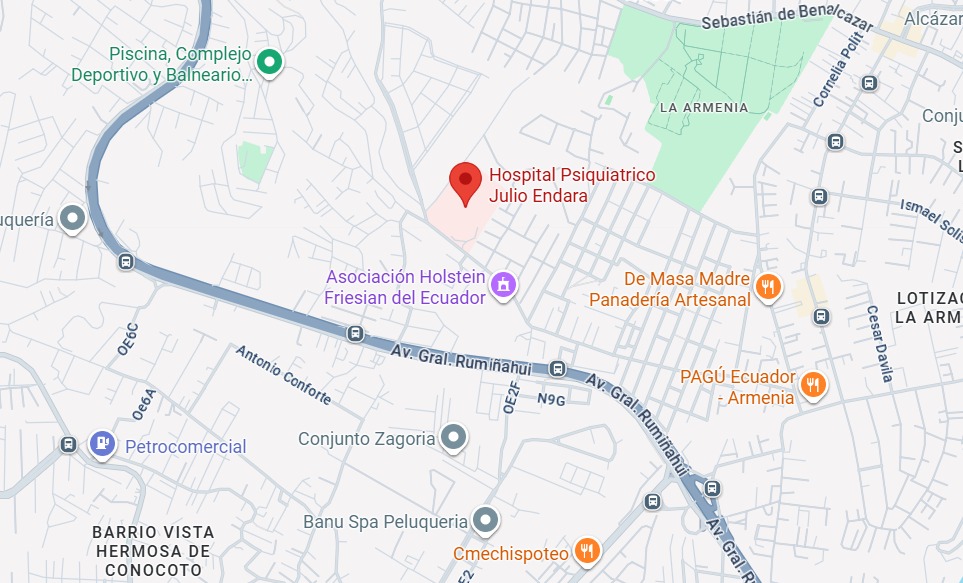 Sebastián de Benalcazar
Alcázar
Piscina, Complejo
Deportivo y Balneario...
Cornelia Polit
LA ARMENIA
Conju
S
L
Hospital Psiquiatrico
Julio Endara
Ismael Solis
uquería
Asociación Holstein
Friesian del Ecuador
De Masa Madre
Panadería Artesanal
LOTIZAC
LA ARM
Cesar Davila
OE6C
Av. Gral. Rumiñahui
Antonio Conforte
Oe6A
OE2F
N9G
Av. Gral. Rumiñahui
PAGÚ Ecuador
- Armenia
Conjunto Zagoria
Petrocomercial
Banu Spa Peluqueria
BARRIO VISTA
HERMOSA DE
CONOCOTO
Cmechispoteo
E2
Av. Gral. R